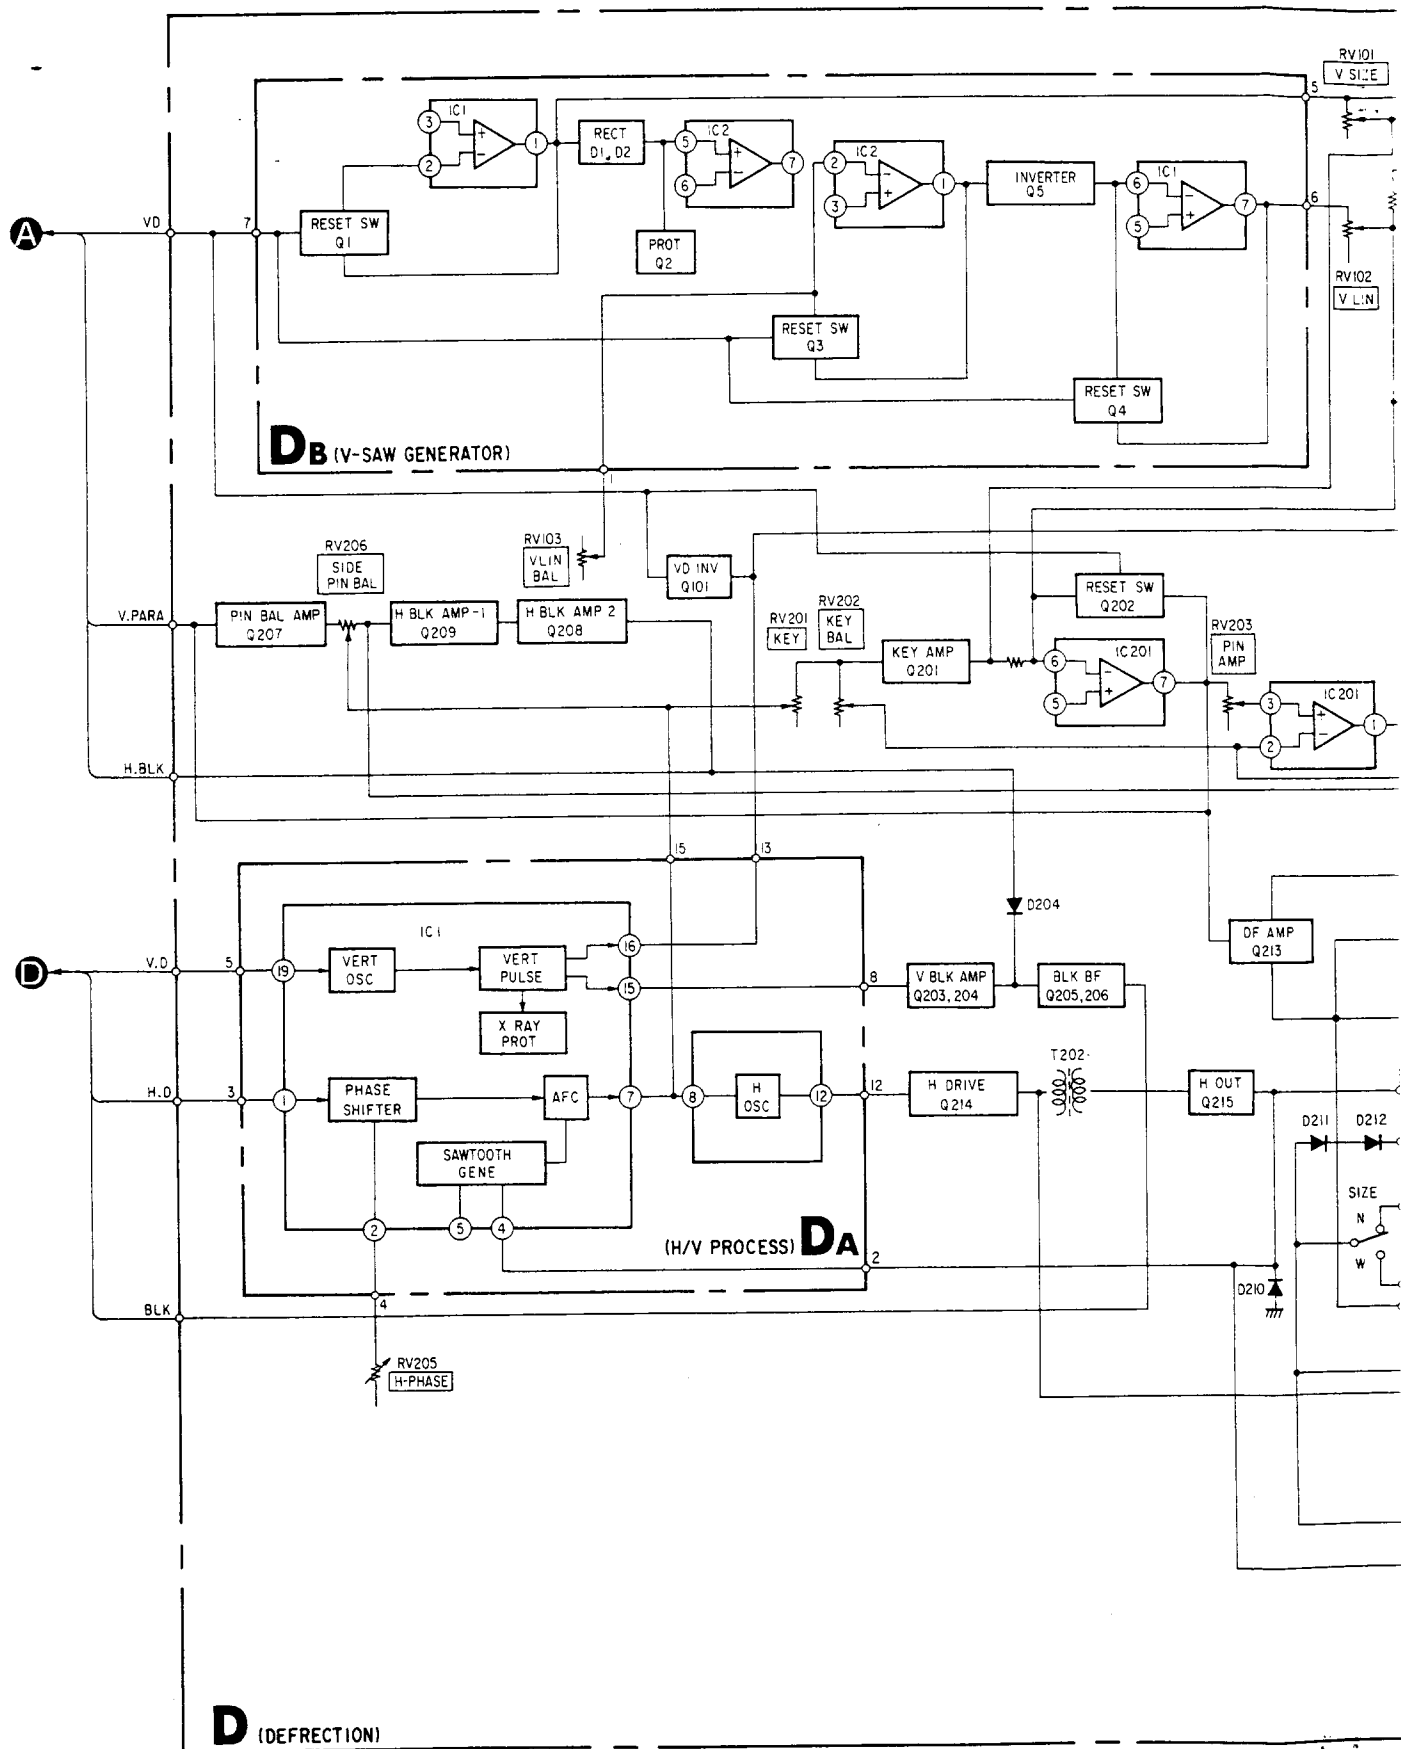 RV101
V SIZE
5
3
IC1
1
2
RECT
D1, D2
5
IC2
7
6
2
IC2
1
3
INVERTER
Q5
6
IC1
7
5
6
A
VD
7
RESET SW
Q1
PROT
Q2
RV102
V LIN
RESET SW
Q3
RESET SW
Q4
DB (V-SAW GENERATOR)
1
RV206
SIDE
PIN BAL
RV103
VLIN
BAL
VD INV
Q101
RESET SW
Q202
V.PARA
PIN BAL AMP
Q207
H BLK AMP-1
Q209
H BLK AMP 2
Q208
RV201
KEY
RV202
KEY
BAL
KEY AMP
Q201
6
IC201
7
5
RV203
PIN
AMP
3
IC201
1
2
H.BLK
15
13
D204
IC1
DF AMP
Q213
D
V.D
5
19
VERT
OSC
VERT
PULSE
16
15
8
V BLK AMP
Q203, 204
BLK BF
Q205, 206
X RAY
PROT
T202
H.D
3
1
PHASE
SHIFTER
AFC
7
8
H
OSC
12
12
H DRIVE
Q214
H OUT
Q215
D211
D212
SAWTOOTH
GENE
SIZE
N
W
2
5
4
(H/V PROCESS) DA
2
D210
4
BLK
RV205
H-PHASE
D (DEFRECTION)